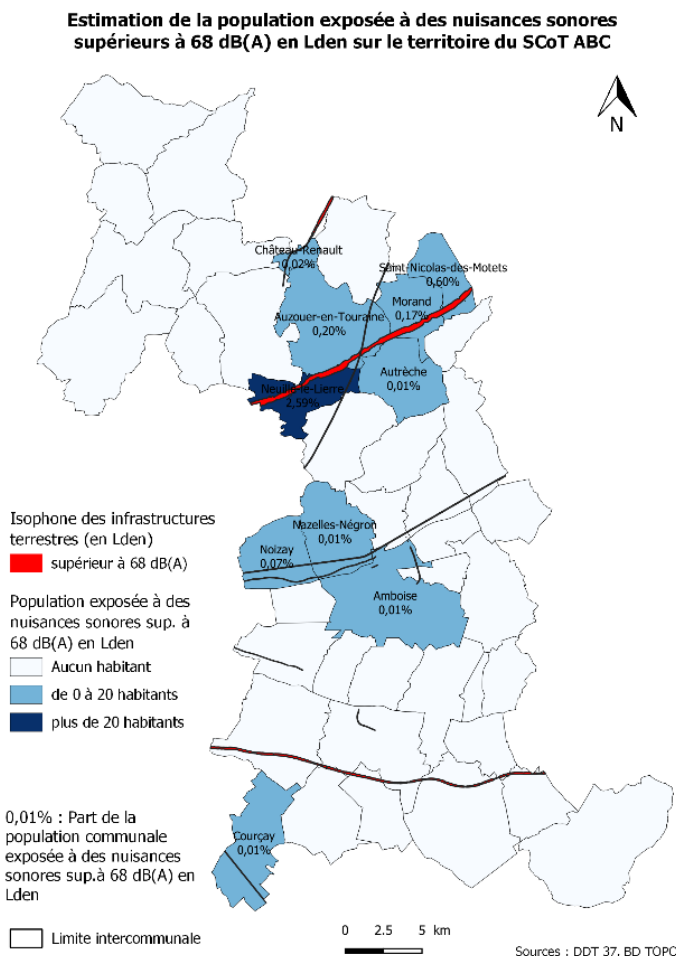 Estimation de la population exposée à des nuisances sonores
supérieurs à 68 dB(A) en Lden sur le territoire du SCoT ABC
N
Château-Renault
0,02%
Saint-Nicolas-des-Motets
0,60%
Morand
0,17%
Auzouer-en-Touraine
0,20%
Autrèche
0,01%
Neuillé-le-Lierre
2,59%
Nazelles-Négron
0,01%
Noizay
0,07%
Amboise
0,01%
Courçay
0,01%
Isophone des infrastructures
terrestres (en Lden)
supérieur à 68 dB(A)
Population exposée à des
nuisances sonores sup. à
68 dB(A) en Lden
Aucun habitant
de 0 à 20 habitants
plus de 20 habitants
0,01% : Part de la
population communale
exposée à des nuisances
sonores sup.à 68 dB(A) en
Lden
Limite intercommunale
0 2.5 5 km
Sources : DDT 37, BD TOPO